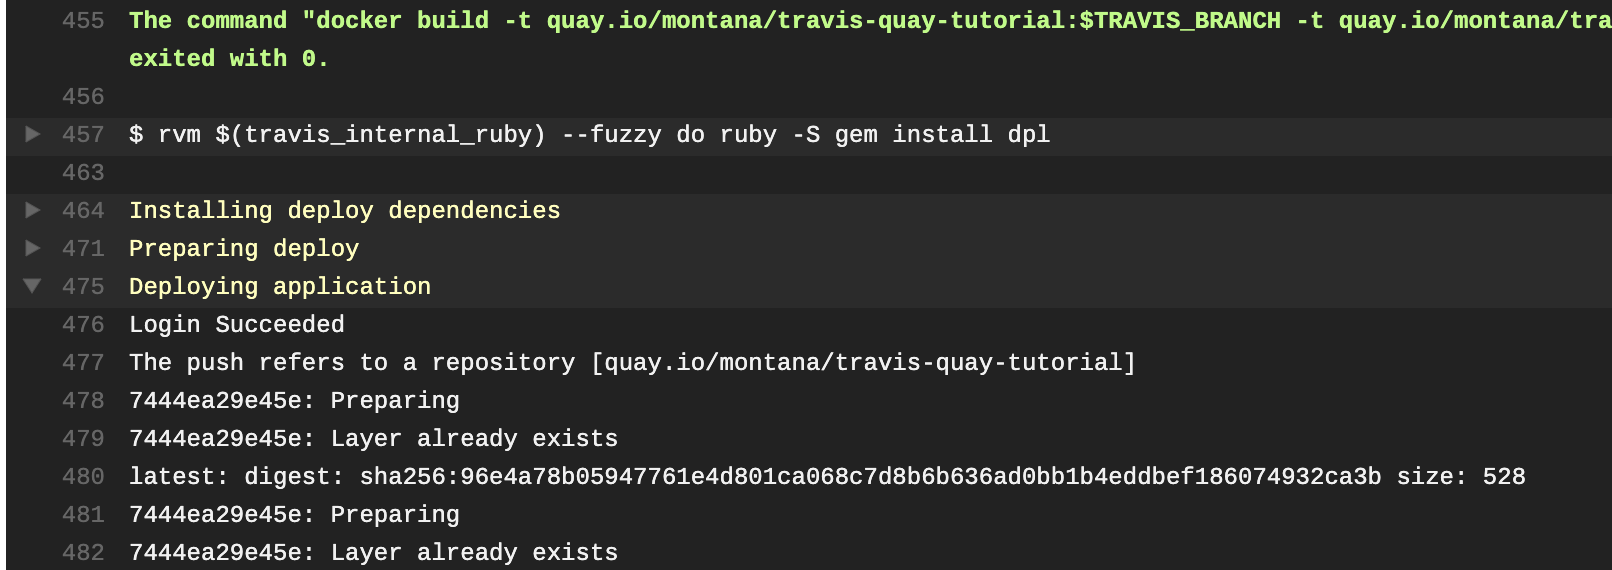 455 The command "docker build -t quay.io/montana/travis-quay-tutorial:$TRAVIS_BRANCH -t quay.io/montana/tra
exited with 0.
456
457 $ rvm $(travis_internal_ruby) --fuzzy do ruby -S gem install dpl
463
464 Installing deploy dependencies
471 Preparing deploy
475 Deploying application
476 Login Succeeded
477 The push refers to a repository [quay.io/montana/travis-quay-tutorial]
478 7444ea29e45e: Preparing
479 7444ea29e45e: Layer already exists
480 latest: digest: sha256:96e4a78b05947761e4d801ca068c7d8b6b636ad0bb1b4eddbef186074932ca3b size: 528
481 7444ea29e45e: Preparing
482 7444ea29e45e: Layer already exists